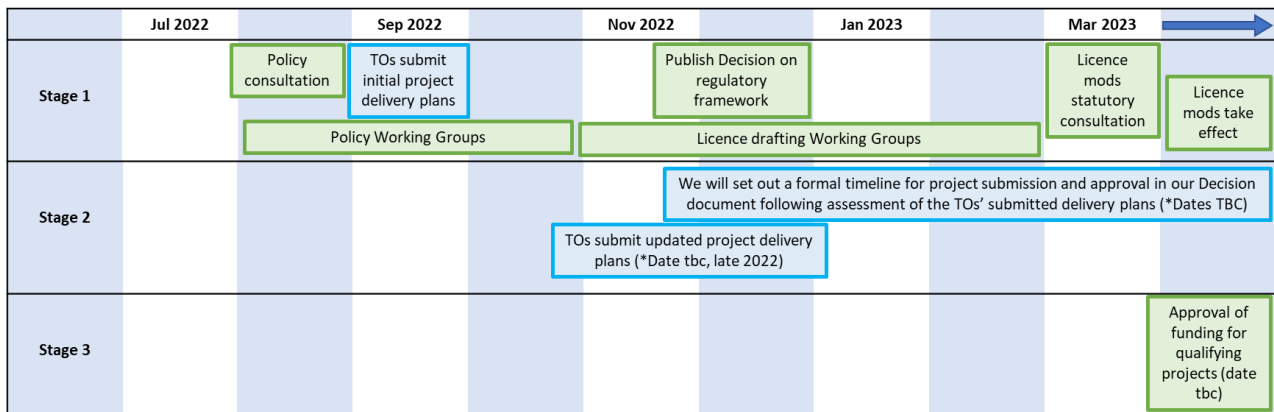 Jul 2022
Sep 2022
Nov 2022
Jan 2023
Mar 2023
Stage 1
Policy
consultation
TOs submit
initial project
delivery plans
Publish Decision on
regulatory
framework
Licence
mods
statutory
consultation
Licence
mods take
effect
Policy Working Groups
Licence drafting Working Groups
Stage 2
We will set out a formal timeline for project submission and approval in our Decision
document following assessment of the TOs' submitted delivery plans (*Dates TBC)
TOs submit updated project delivery
plans (*Date tbc, late 2022)
Stage 3
Approval of
funding for
qualifying
projects (date
tbc)